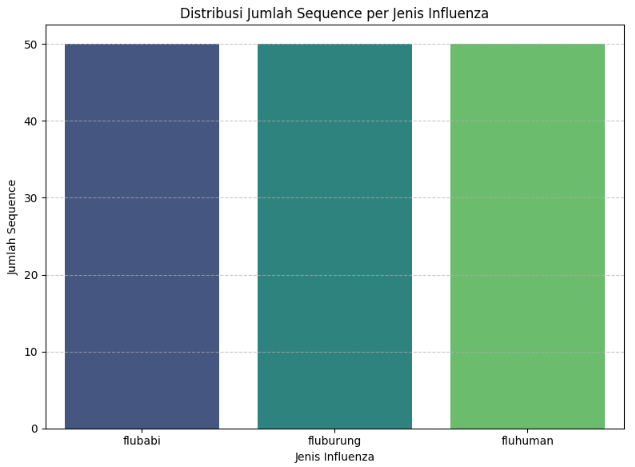 Distribusi Jumlah Sequence per Jenis Influenza
50
40
30
20
10
0
Jumlah Sequence
flubabi
fluburung
fluhuman
Jenis Influenza